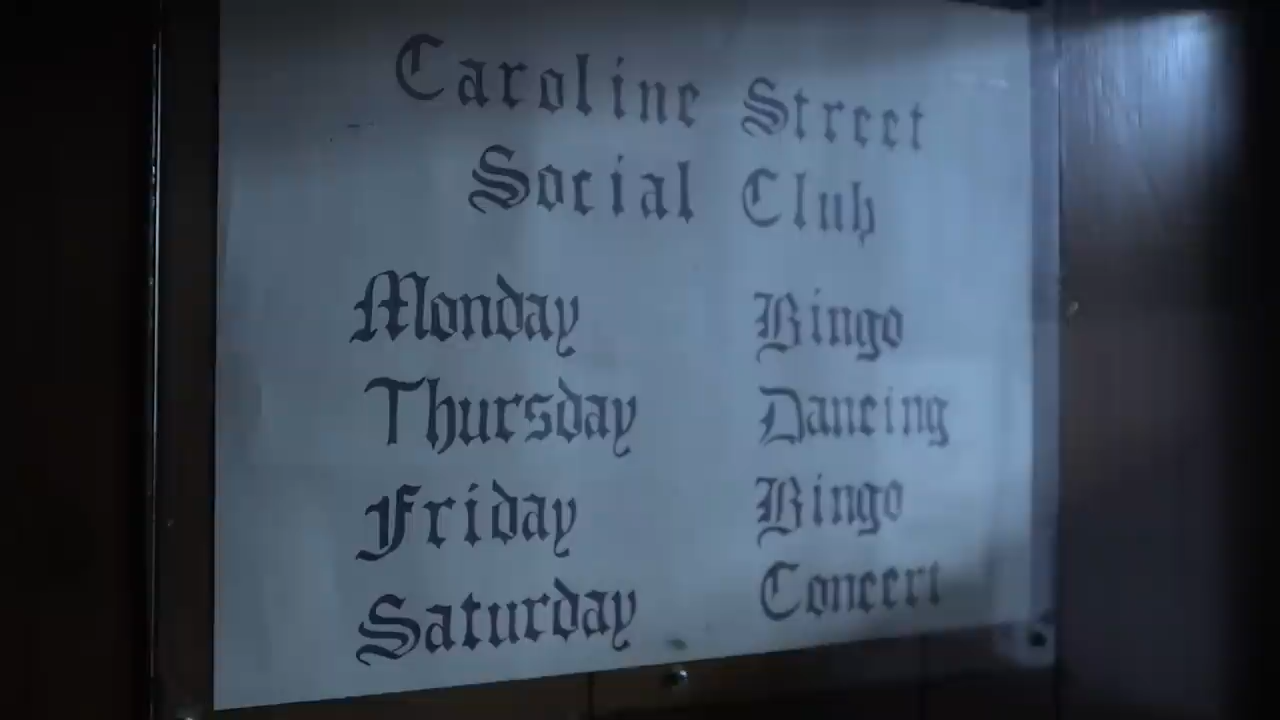 Caroline Street
Social Club
Monday Bingo
Thursday Dancing
Friday Bingo
Saturday Concert